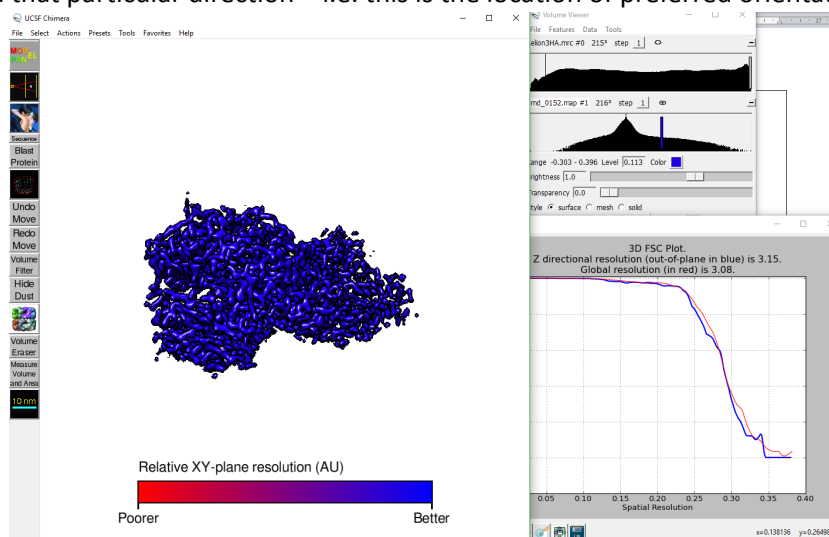 that particular direction – i.e. this is the location of preferred
UCSF Chimera
File Select Actions Presets Tools Favorites Help
Sequence
Blast
Protein
Undo
Move
Redo
Move
Volume
Filter
Hide
Dust
Volume
Eraser
Measure
Volume
and Area
10 nm
Relative XY-plane resolution (AU)
Poorer Better
Volume Viewer
File Features Data Tools
elon3HA.mrc #0 215³ step 1
md_0152.map #1 216³ step 1
ange -0.303 - 0.396 Level 0.113 Color
rightness 1.0
ransparency 0.0
tyle surface mesh solid
3D FSC Plot.
Z directional resolution (out-of-plane in blue) is 3.15.
Global resolution (in red) is 3.08.
0.05 0.10 0.15 0.20 0.25 0.30 0.35 0.40
Spatial Resolution
x=0.138136 y=0.26498